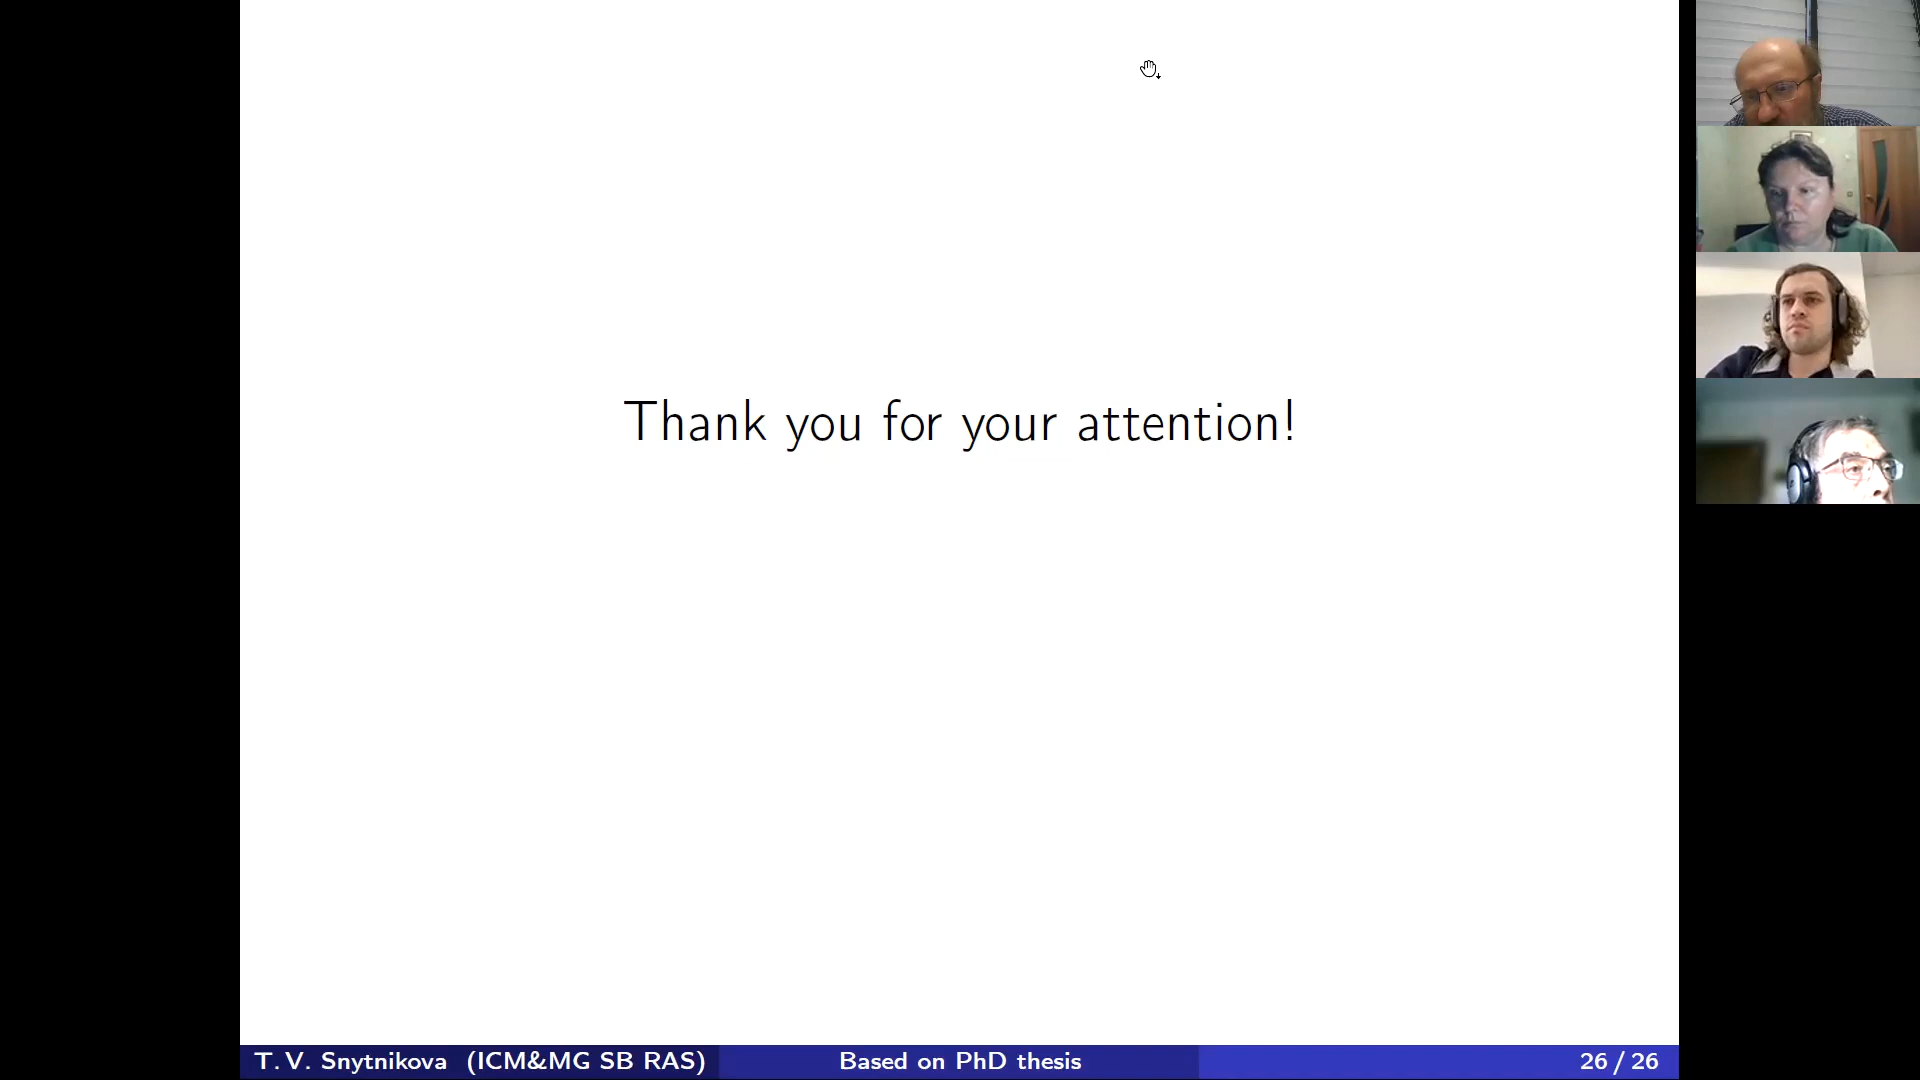 Thank you for your attention!
T. V. Snytnikova (ICM&MG SB RAS)
Based on PhD thesis
26 / 26